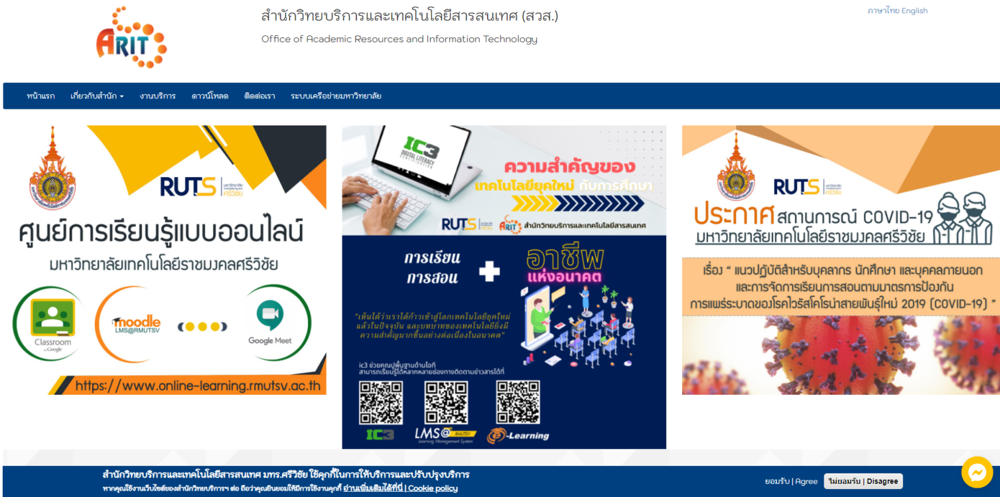 ARIT
สำนักวิทยบริการและเทคโนโลยีสารสนเทศ (สวส.)
Office of Academic Resources and Information Technology
ภาษาไทย English
หน้าแรก เกี่ยวกับสำนัก งานบริการ ดาวน์โหลด ติดต่อเรา ระบบเครือข่ายมหาวิทยาลัย
RUTS
ศูนย์การเรียนรู้แบบออนไลน์
มหาวิทยาลัยเทคโนโลยีราชมงคลศรีวิชัย
Classroom
by Google
moodle
LMS@RMUTSV
Google Meet
https://www.online-learning.rmutsv.ac.th
IC3
DIGITAL LITERACY
CERTIFICATION
ความสำคัญของ
เทคโนโลยียุคใหม่ กับการศึกษา
RUTS ARIT สำนักวิทยบริการและเทคโนโลยีสารสนเทศ
การเรียน
การสอน
+
อาชีพ
แห่งอนาคต
"เห็นได้ว่าเราได้ก้าวเข้าสู่โลกเทคโนโลยียุคใหม่
แล้วในปัจจุบัน และบทบาทของเทคโนโลยียิ่งมี
ความสำคัญมากขึ้นอย่างต่อเนื่องในอนาคต"
ic3 ช่วยคุณปูพื้นฐานด้านไอที
สามารถเรียนรู้ได้หลากหลายช่องทางติดตามข่าวสารได้ที่
IC3
LMS@ RMUTSV
Learning Management System
e-Learning
RUTS
ประกาศ สถานการณ์ COVID-19
มหาวิทยาลัยเทคโนโลยีราชมงคลศรีวิชัย
เรื่อง “ แนวปฏิบัติสำหรับบุคลากร นักศึกษา และบุคคลภายนอก
และการจัดการเรียนการสอนตามมาตรการป้องกัน
การแพร่ระบาดของโรคไวรัสโคโรน่าสายพันธุ์ใหม่ 2019 (COVID-19) ”
สำนักวิทยบริการและเทคโนโลยีสารสนเทศ มทร.ศรีวิชัย ใช้คุกกี้ในการให้บริการและปรับปรุงบริการ
หากคุณใช้งานเว็บไซต์ของสำนักวิทยบริการฯ ต่อ ถือว่าคุณยินยอมให้มีการใช้งานคุกกี้ อ่านเพิ่มเติมได้ที่นี่ | Cookie policy
ยอมรับ | Agree ไม่ยอมรับ | Disagree